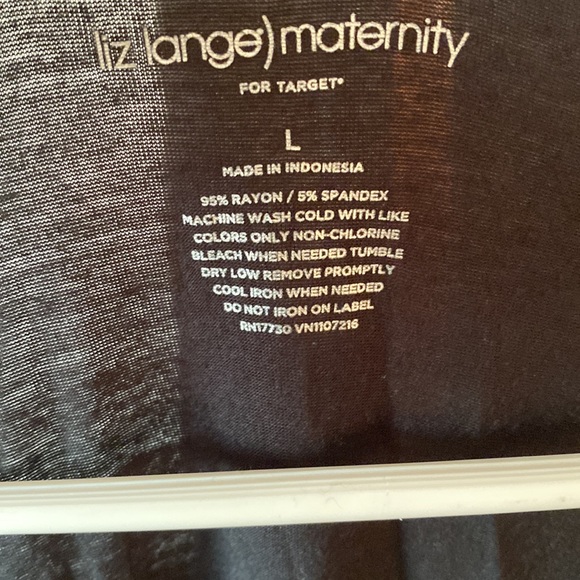 liz lange) maternity
FOR TARGET®
L
MADE IN INDONESIA
95% RAYON / 5% SPANDEX
MACHINE WASH COLD WITH LIKE
COLORS ONLY NON-CHLORINE
BLEACH WHEN NEEDED TUMBLE
DRY LOW REMOVE PROMPTLY
COOL IRON WHEN NEEDED
DO NOT IRON ON LABEL
RN17730 VN1107216